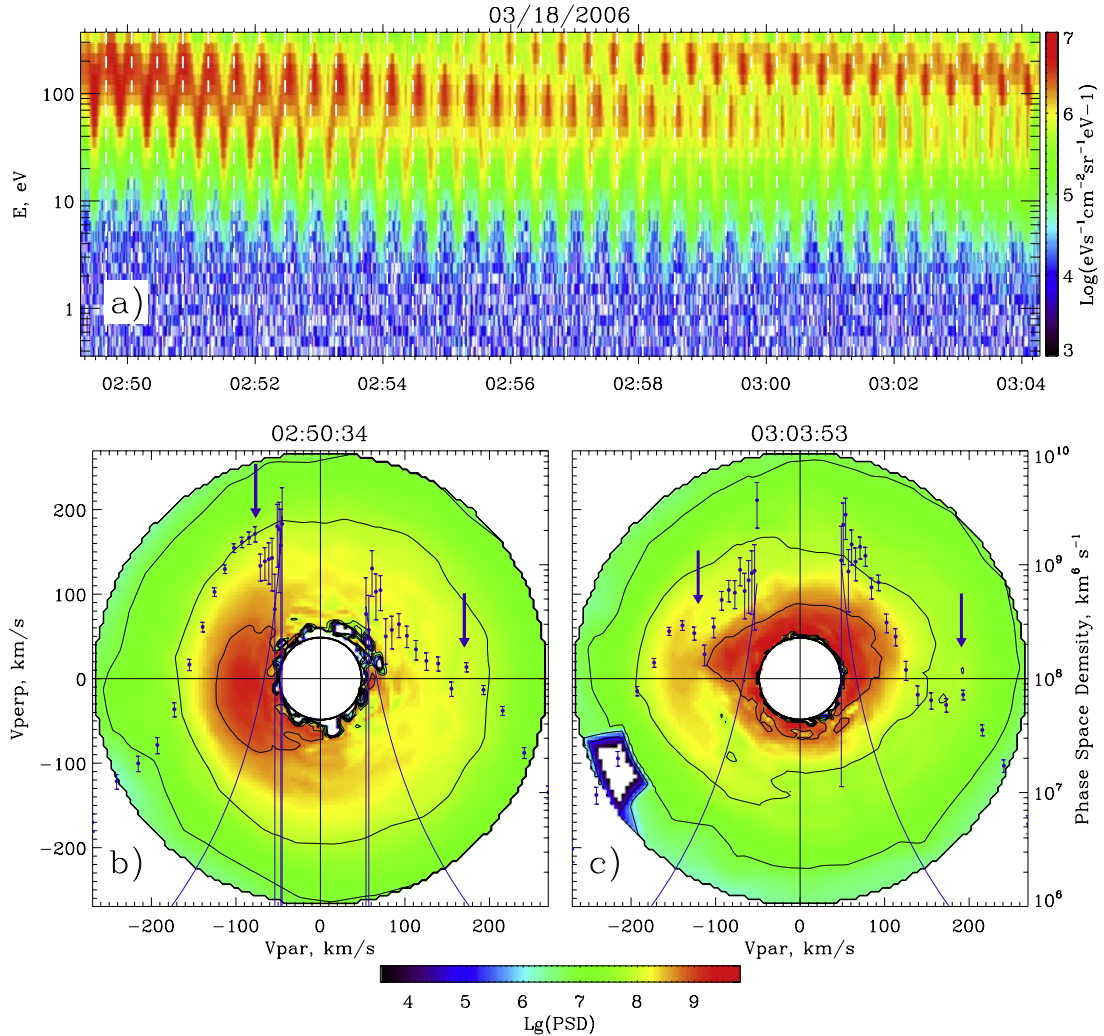 03/18/2006
E, eV
100
10
1
a)
02:50 02:52 02:54 02:56 02:58 03:00 03:02 03:04
7
6
5
4
3
Log(eVs⁻¹cm⁻²sr⁻¹eV−1)
02:50:34
Vperp, km/s
200
100
0
-100
-200
b)
-200 -100 0 100 200
Vpar, km/s
03:03:53
c)
-200 -100 0 100 200
Vpar, km/s
10¹⁰
10⁹
10⁸
10⁷
10⁶
Phase Space Density, km⁶ s⁻¹
4 5 6 7 8 9
Lg(PSD)